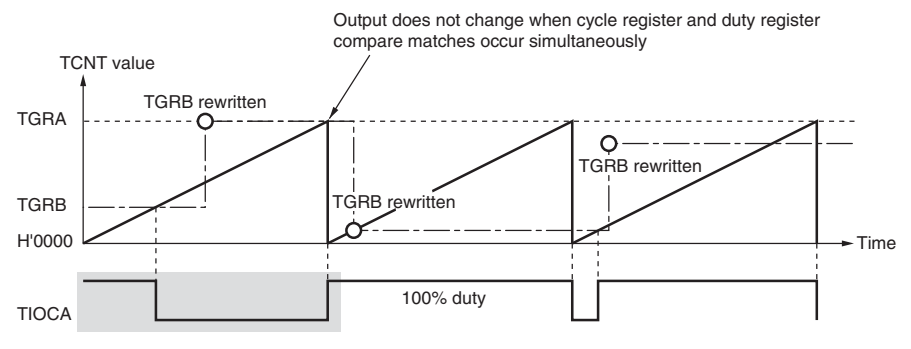 Output does not change when cycle register and duty register
compare matches occur simultaneously
TCNT value
TGRB rewritten
TGRA
TGRB rewritten
TGRB
TGRB rewritten
H'0000
Time
100% duty
TIOCA